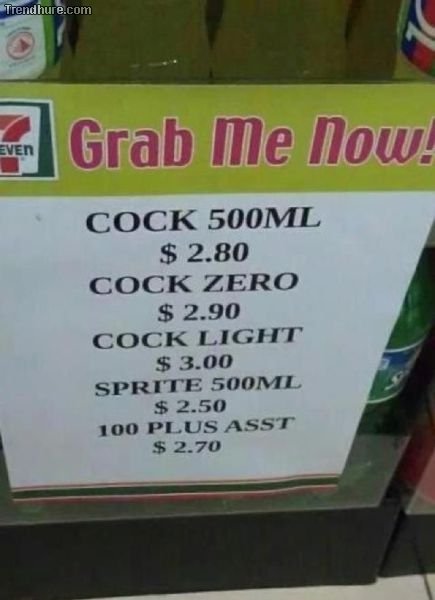 Trendhure.com
7
EVEn
Grab Me Now!
COCK 500ML
$ 2.80
COCK ZERO
$ 2.90
COCK LIGHT
$ 3.00
SPRITE 500ML
$ 2.50
100 PLUS ASST
$ 2.70